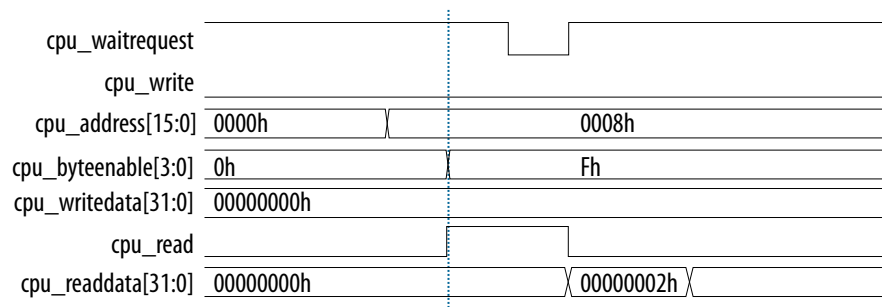 cpu_waitrequest
cpu_write
cpu_address[15:0] 0000h 0008h
cpu_byteenable[3:0] 0h Fh
cpu_writedata[31:0] 00000000h
cpu_read
cpu_readdata[31:0] 00000000h 00000002h